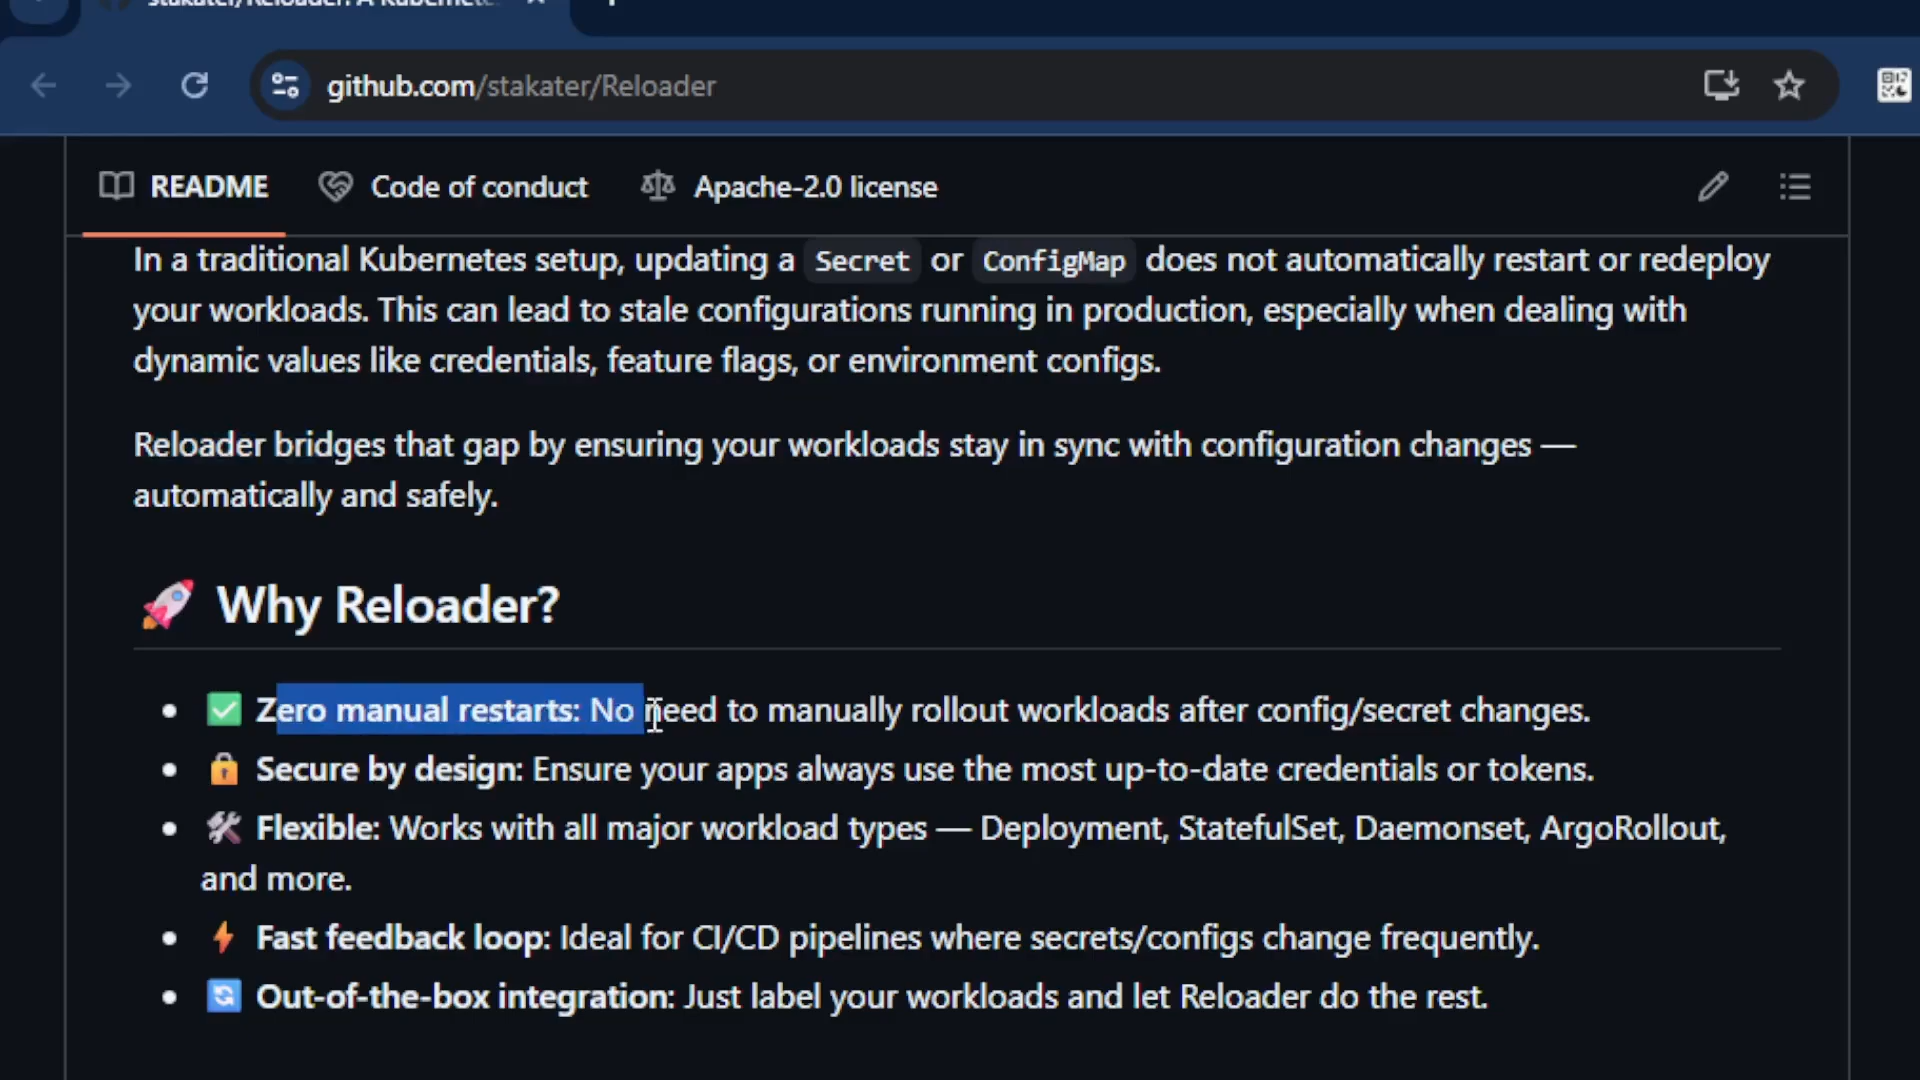 stakater/Reloader: A Kubernete
github.com/stakater/Reloader
README Code of conduct Apache-2.0 license
In a traditional Kubernetes setup, updating a Secret or ConfigMap does not automatically restart or redeploy
your workloads. This can lead to stale configurations running in production, especially when dealing with
dynamic values like credentials, feature flags, or environment configs.
Reloader bridges that gap by ensuring your workloads stay in sync with configuration changes —
automatically and safely.
🚀 Why Reloader?
• ✅ Zero manual restarts: No need to manually rollout workloads after config/secret changes.
• 🔒 Secure by design: Ensure your apps always use the most up-to-date credentials or tokens.
• 🛠 Flexible: Works with all major workload types — Deployment, StatefulSet, Daemonset, ArgoRollout,
and more.
• ⚡ Fast feedback loop: Ideal for CI/CD pipelines where secrets/configs change frequently.
• 🔄 Out-of-the-box integration: Just label your workloads and let Reloader do the rest.